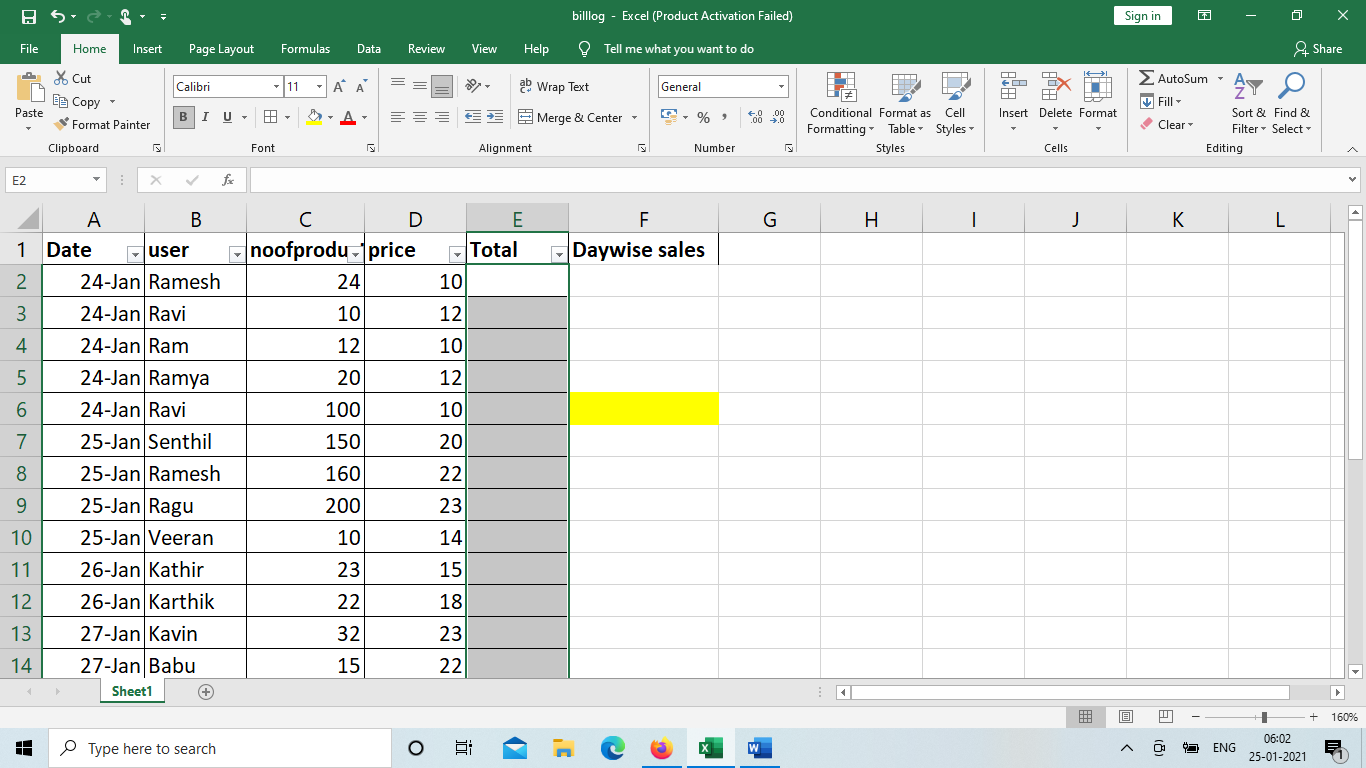 billlog - Excel (Product Activation Failed)
Sign in
File Home Insert Page Layout Formulas Data Review View Help Tell me what you want to do Share
Paste
Cut
Copy
Format Painter
Clipboard
Calibri 11
B I U
Font
Wrap Text
Merge & Center
Alignment
General
Number
Conditional Formatting
Format as Table
Cell Styles
Styles
Insert Delete Format
Cells
AutoSum
Fill
Clear
Sort & Filter
Find & Select
Editing
E2 fx
A B C D E F G H I J K L
1 Date user noofprodu price Total Daywise sales
2 24-Jan Ramesh 24 10
3 24-Jan Ravi 10 12
4 24-Jan Ram 12 10
5 24-Jan Ramya 20 12
6 24-Jan Ravi 100 10
7 25-Jan Senthil 150 20
8 25-Jan Ramesh 160 22
9 25-Jan Ragu 200 23
10 25-Jan Veeran 10 14
11 26-Jan Kathir 23 15
12 26-Jan Karthik 22 18
13 27-Jan Kavin 32 23
14 27-Jan Babu 15 22
Sheet1
160%
Type here to search
ENG
06:02
25-01-2021
1